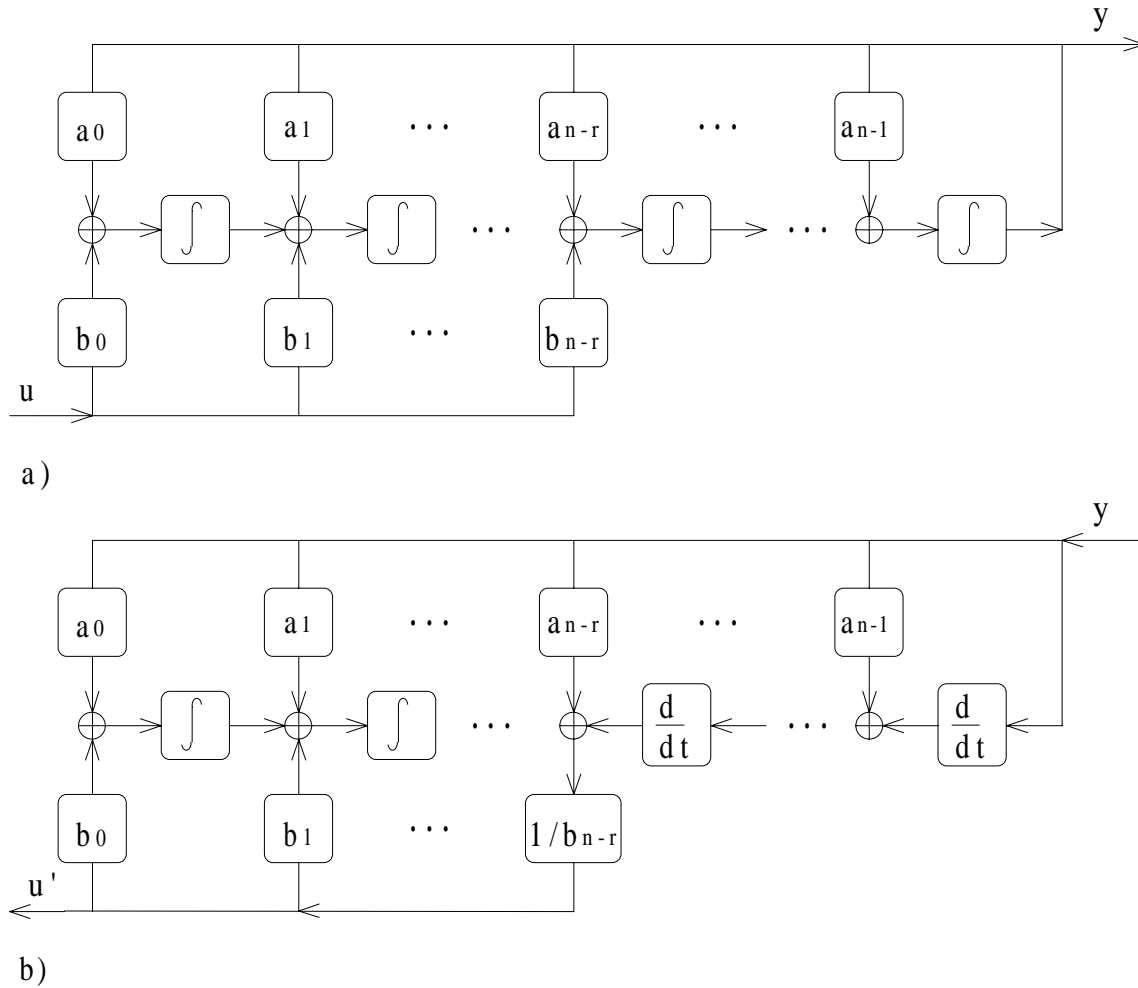 y
a0 a1 ... an-r ... an-1
∫ ∫ ... ∫ ... ∫
b0 b1 ... bn-r
u
a)
y
a0 a1 ... an-r ... an-1
∫ ∫ ... d/dt ... d/dt
b0 b1 ... 1/bn-r
u'
b)